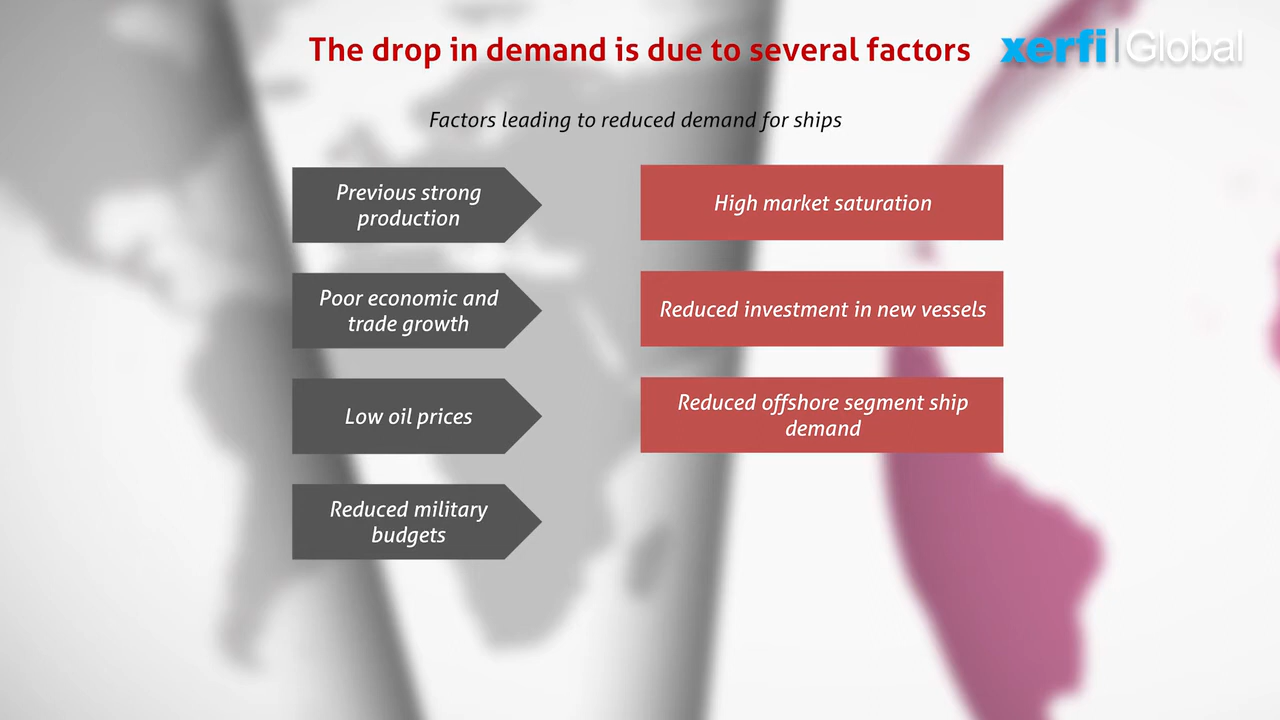 The drop in demand is due to several factors
xerfi Global
Factors leading to reduced demand for ships
Previous strong
production
High market saturation
Poor economic and
trade growth
Reduced investment in new vessels
Low oil prices
Reduced offshore segment ship
demand
Reduced military
budgets